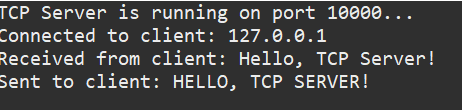 TCP Server is running on port 10000...
Connected to client: 127.0.0.1
Received from client: Hello, TCP Server!
Sent to client: HELLO, TCP SERVER!